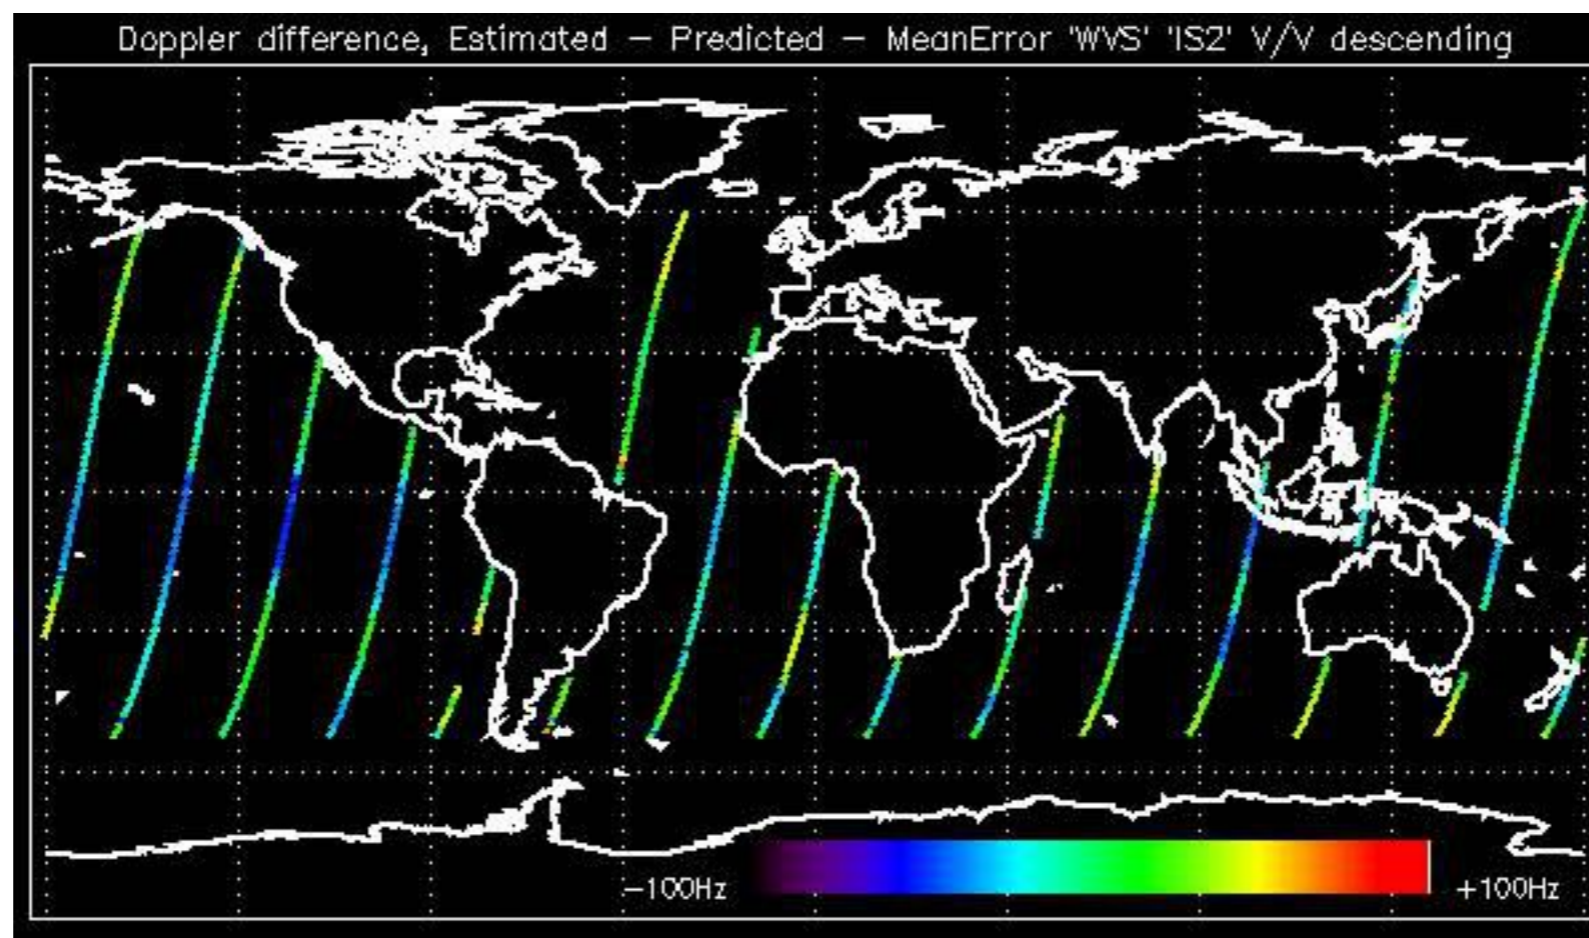 Doppler difference, Estimated – Predicted – MeanError 'WVS' 'IS2' V/V descending
-100Hz +100Hz